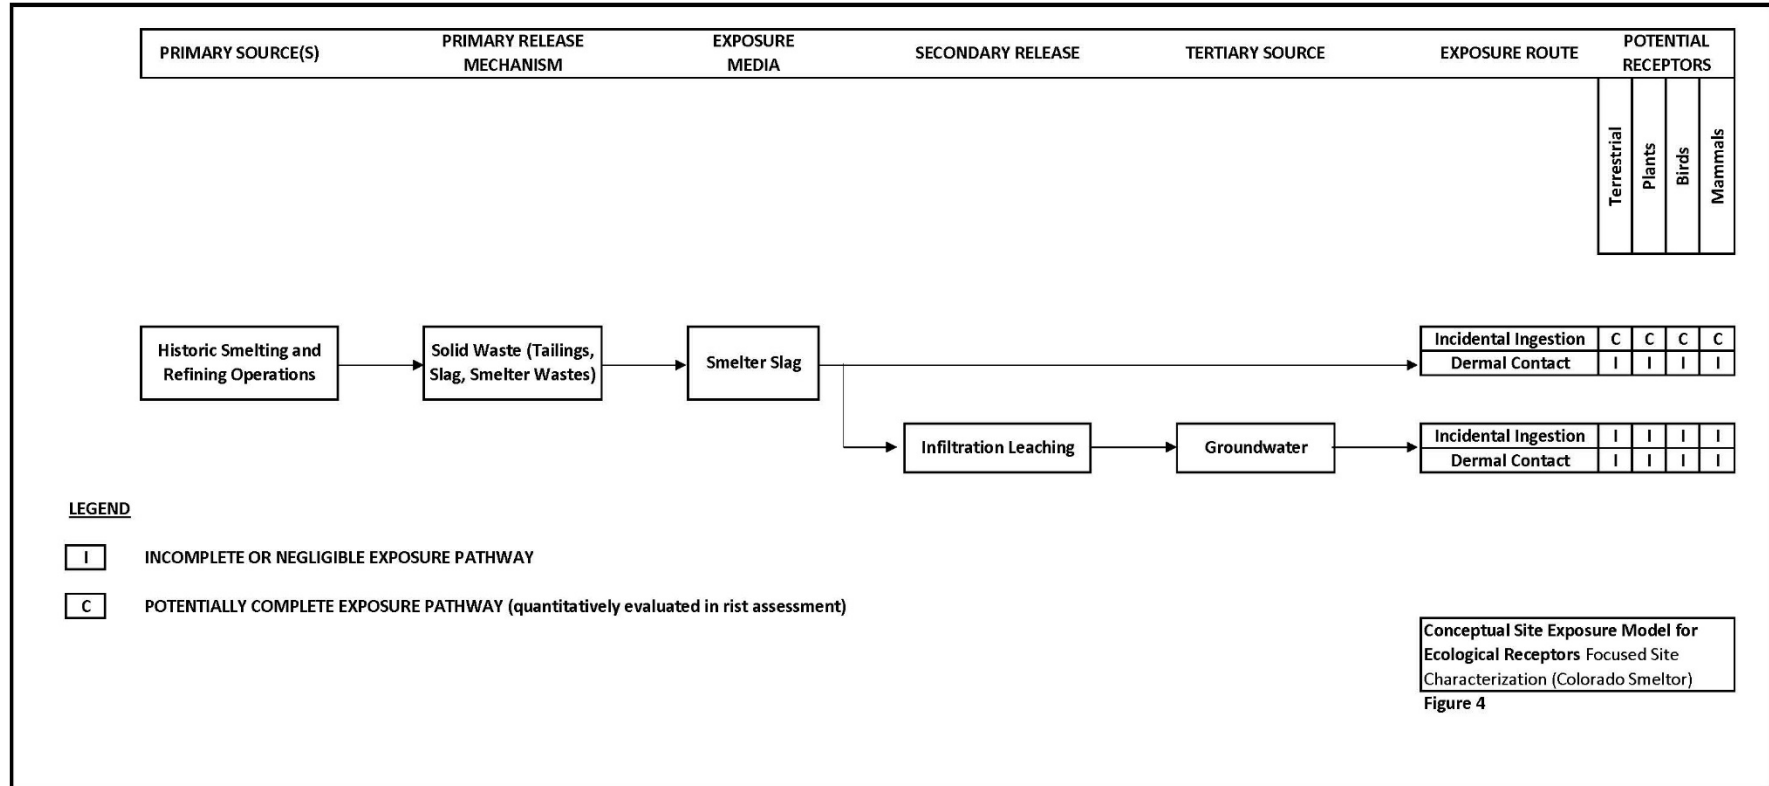 PRIMARY SOURCE(S)
PRIMARY RELEASE
MECHANISM
EXPOSURE
MEDIA
SECONDARY RELEASE
TERTIARY SOURCE
EXPOSURE ROUTE
POTENTIAL
RECEPTORS
Terrestrial
Plants
Birds
Mammals
Historic Smelting and
Refining Operations
Solid Waste (Tailings,
Slag, Smelter Wastes)
Smelter Slag
Incidental Ingestion C C C C
Dermal Contact I I I I
Infiltration Leaching
Groundwater
Incidental Ingestion I I I I
Dermal Contact I I I I
LEGEND
I INCOMPLETE OR NEGLIGIBLE EXPOSURE PATHWAY
C POTENTIALLY COMPLETE EXPOSURE PATHWAY (quantitatively evaluated in rist assessment)
Conceptual Site Exposure Model for
Ecological Receptors Focused Site
Characterization (Colorado Smeltor)
Figure 4